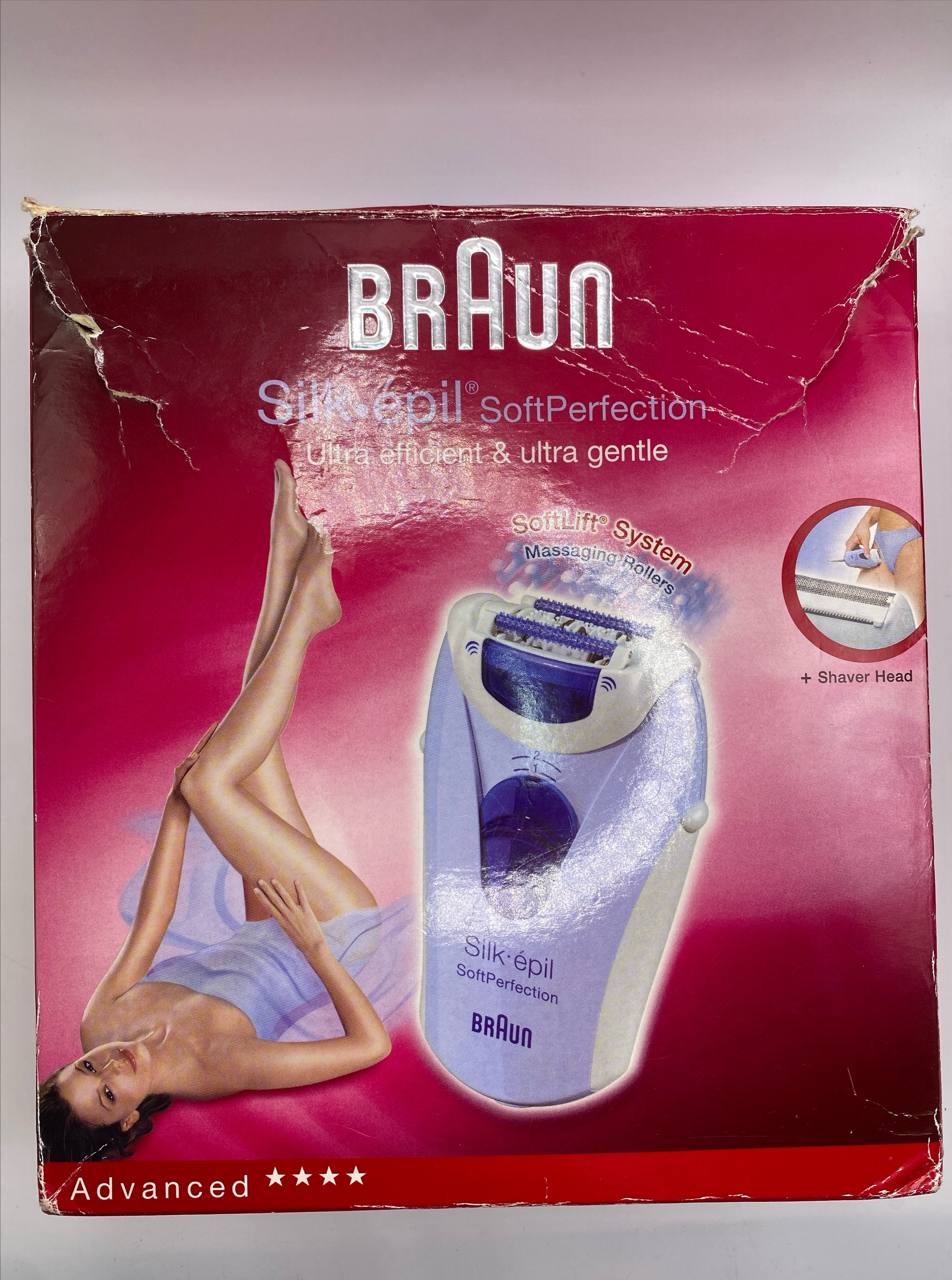 BRAUN
Silk•épil® SoftPerfection
Ultra efficient & ultra gentle
SoftLift® System
Massaging Rollers
+ Shaver Head
2
1
Silk·épil
SoftPerfection
BRAUN
Advanced ★★★★